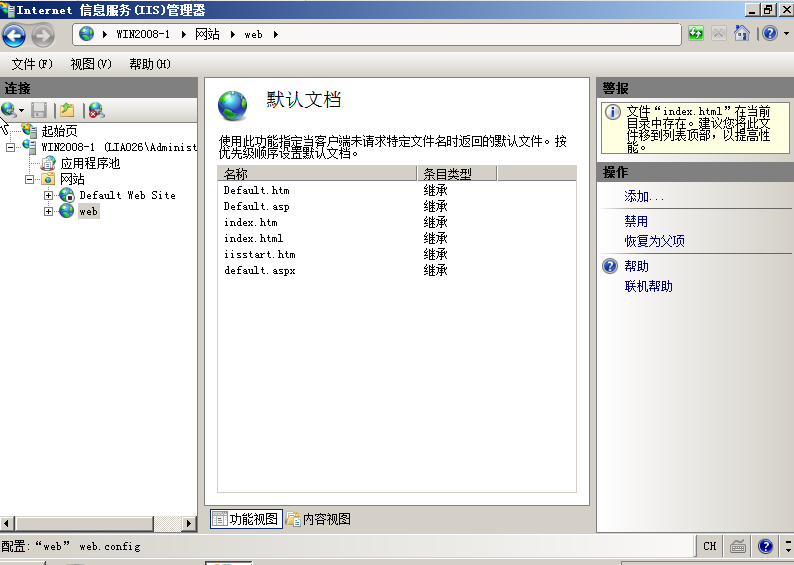 Internet 信息服务(IIS)管理器
WIN2008-1 网站 web
文件(F) 视图(V) 帮助(H)
连接
起始页
WIN2008-1 (LIAO26\Administ
应用程序池
网站
Default Web Site
web
默认文档
使用此功能指定当客户端未请求特定文件名时返回的默认文件。按
优先级顺序设置默认文档。
名称 条目类型
Default.htm 继承
Default.asp 继承
index.htm 继承
index.html 继承
iisstart.htm 继承
default.aspx 继承
功能视图 内容视图
警报
文件“index.html”在当前
目录中存在。建议您将此文
件移到列表顶部，以提高性
能。
操作
添加...
禁用
恢复为父项
帮助
联机帮助
配置:“web” web.config
CH